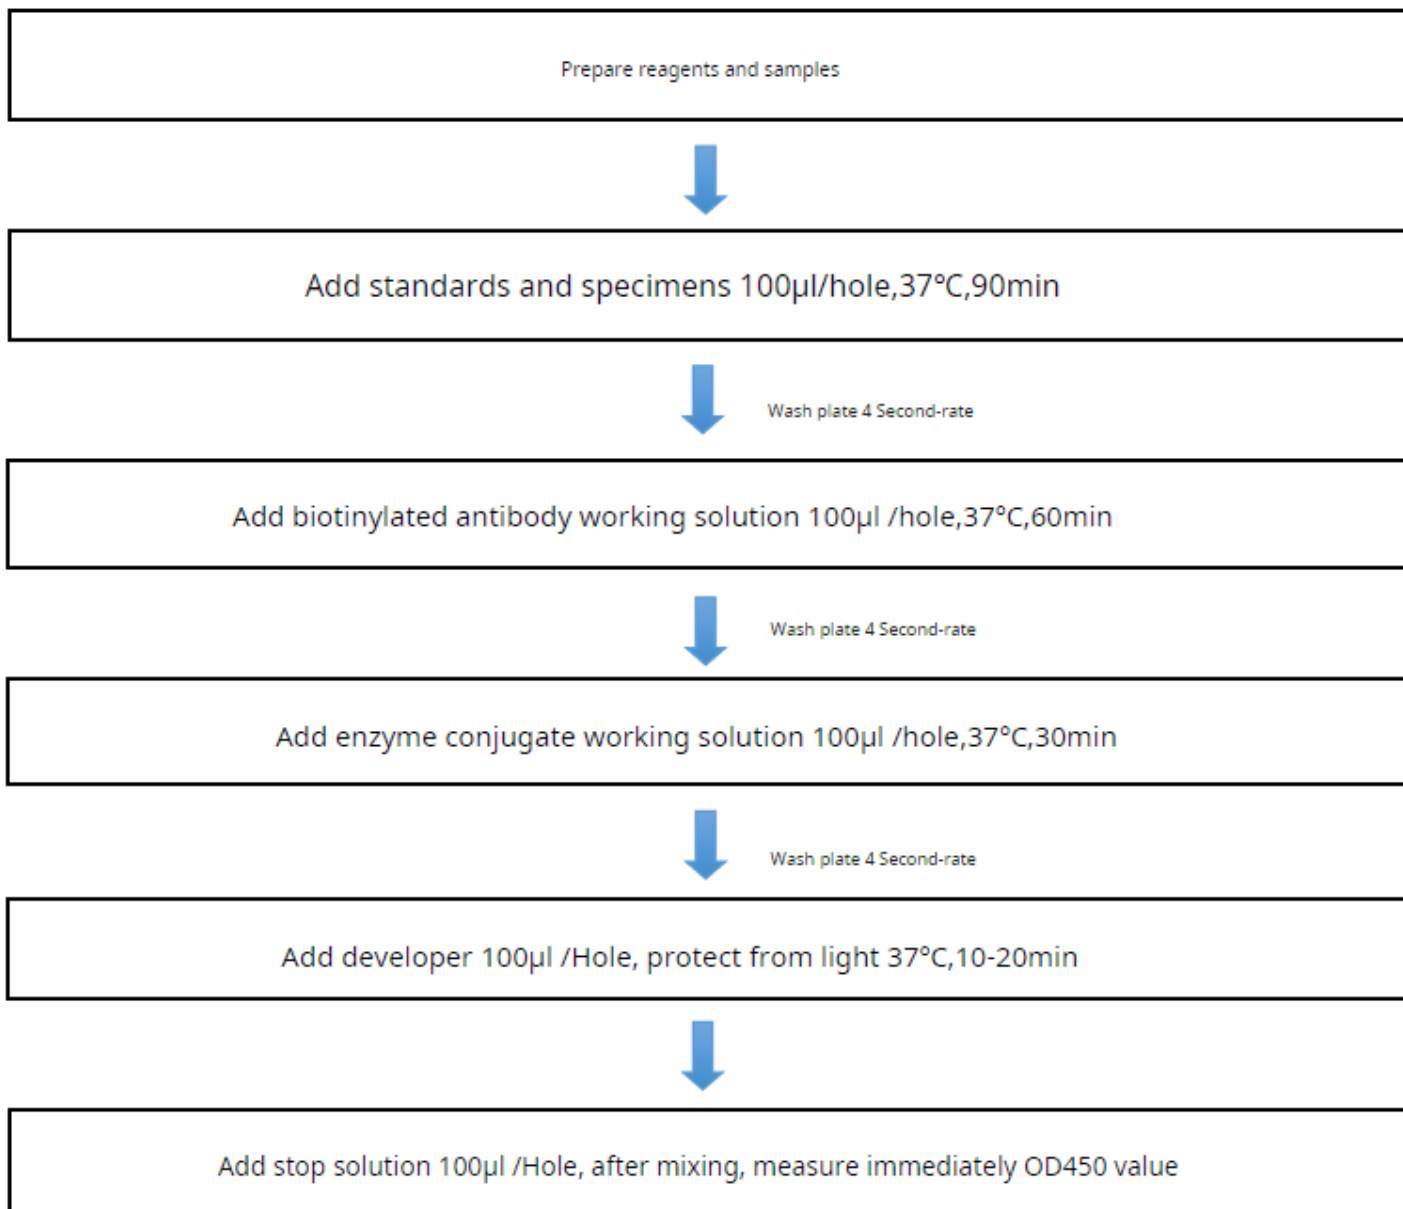 Prepare reagents and samples
Add standards and specimens 100μl/hole,37℃,90min
Wash plate 4 Second-rate
Add biotinylated antibody working solution 100μl /hole,37℃,60min
Wash plate 4 Second-rate
Add enzyme conjugate working solution 100μl /hole,37℃,30min
Wash plate 4 Second-rate
Add developer 100μl /Hole, protect from light 37℃,10-20min
Add stop solution 100μl /Hole, after mixing, measure immediately OD450 value